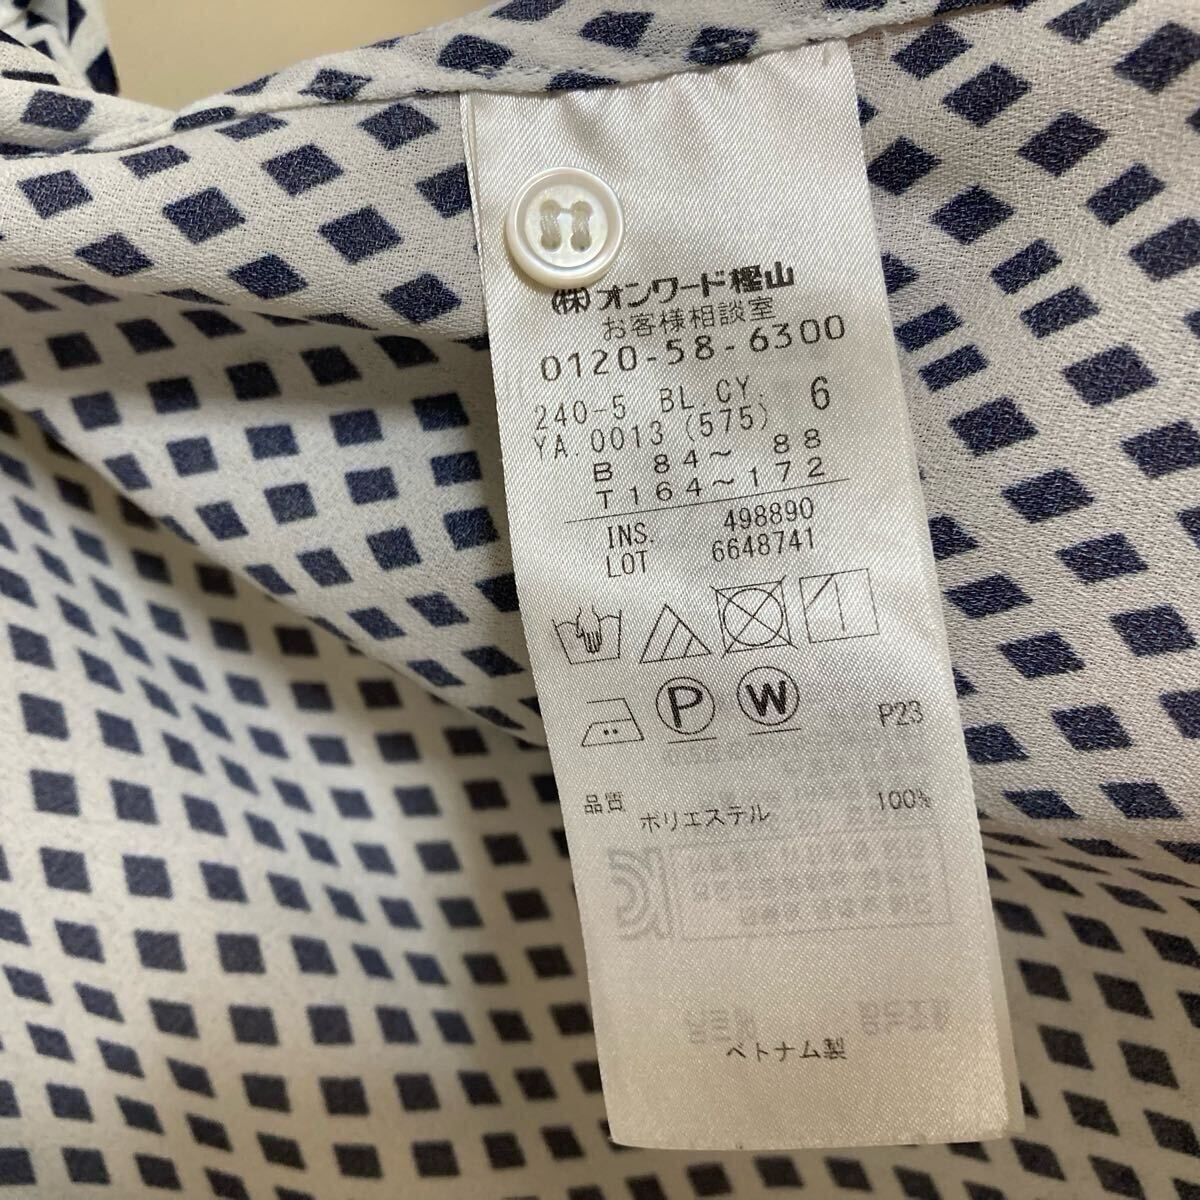 (株)オンワード樫山
お客様相談室
0120-58-6300
240-5 BL.CY. 6
YA.0013 (575)
B 84~ 88
T 164~172
INS. 498890
LOT 6648741
P W
P23
品質
ポリエステル 100%
ベトナム製